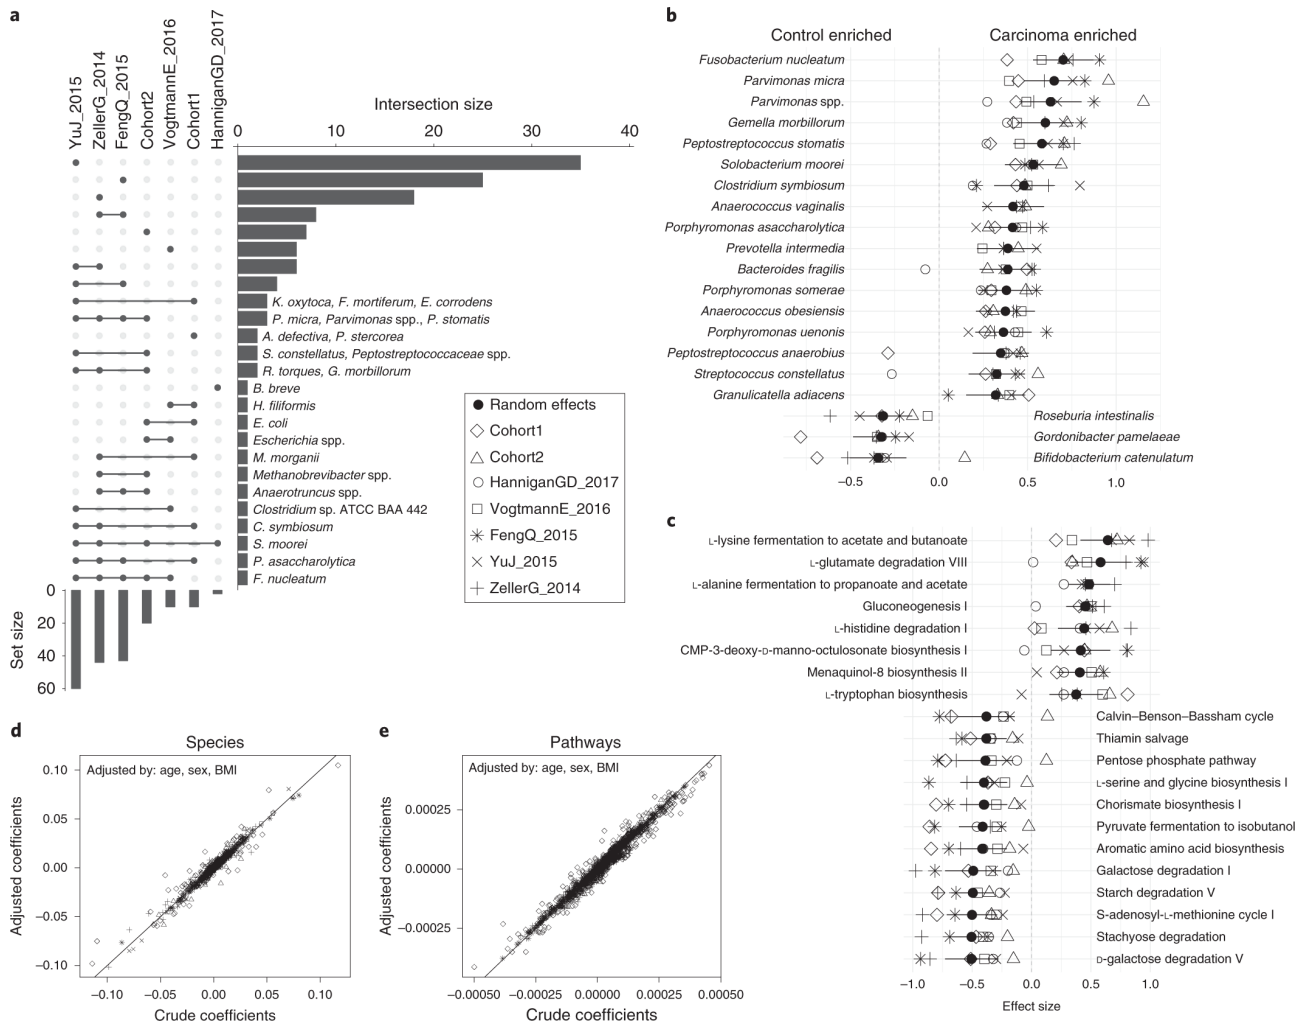 a
YuJ_2015
ZellerG_2014
FengQ_2015
Cohort2
VogtmannE_2016
Cohort1
HanniganGD_2017
Intersection size
0 10 20 30 40
K. oxytoca, F. mortiferum, E. corrodens
P. micra, Parvimonas spp., P. stomatis
A. defectiva, P. stercorea
S. constellatus, Peptostreptococcaceae spp.
R. torques, G. morbillorum
B. breve
H. filiformis
E. coli
Escherichia spp.
M. morganii
Methanobrevibacter spp.
Anaerotruncus spp.
Clostridium sp. ATCC BAA 442
C. symbiosum
S. moorei
P. asaccharolytica
F. nucleatum
Set size
0
20
40
60
Random effects
Cohort1
Cohort2
HanniganGD_2017
VogtmannE_2016
FengQ_2015
YuJ_2015
ZellerG_2014
b
Control enriched Carcinoma enriched
Fusobacterium nucleatum
Parvimonas micra
Parvimonas spp.
Gemella morbillorum
Peptostreptococcus stomatis
Solobacterium moorei
Clostridium symbiosum
Anaerococcus vaginalis
Porphyromonas asaccharolytica
Prevotella intermedia
Bacteroides fragilis
Porphyromonas somerae
Anaerococcus obesiensis
Porphyromonas uenonis
Peptostreptococcus anaerobius
Streptococcus constellatus
Granulicatella adiacens
Roseburia intestinalis
Gordonibacter pamelaeae
Bifidobacterium catenulatum
−0.5 0.0 0.5 1.0
c
L-lysine fermentation to acetate and butanoate
L-glutamate degradation VIII
L-alanine fermentation to propanoate and acetate
Gluconeogenesis I
L-histidine degradation I
CMP-3-deoxy-D-manno-octulosonate biosynthesis I
Menaquinol-8 biosynthesis II
L-tryptophan biosynthesis
Calvin–Benson–Bassham cycle
Thiamin salvage
Pentose phosphate pathway
L-serine and glycine biosynthesis I
Chorismate biosynthesis I
Pyruvate fermentation to isobutanol
Aromatic amino acid biosynthesis
Galactose degradation I
Starch degradation V
S-adenosyl-L-methionine cycle I
Stachyose degradation
D-galactose degradation V
−1.0 −0.5 0.0 0.5 1.0
Effect size
d
Species
Adjusted by: age, sex, BMI
Adjusted coefficients
0.10
0.05
0.00
−0.05
−0.10
−0.10 −0.05 0.00 0.05 0.10
Crude coefficients
e
Pathways
Adjusted by: age, sex, BMI
Adjusted coefficients
0.00025
0.00000
−0.00025
−0.00050 −0.00025 0.00000 0.00025 0.00050
Crude coefficients